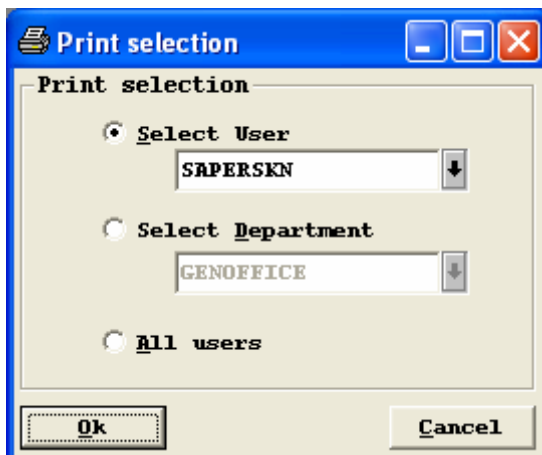 Print selection
Print selection
Select User
SAPERSKN
Select Department
GENOFFICE
All users
Ok
Cancel